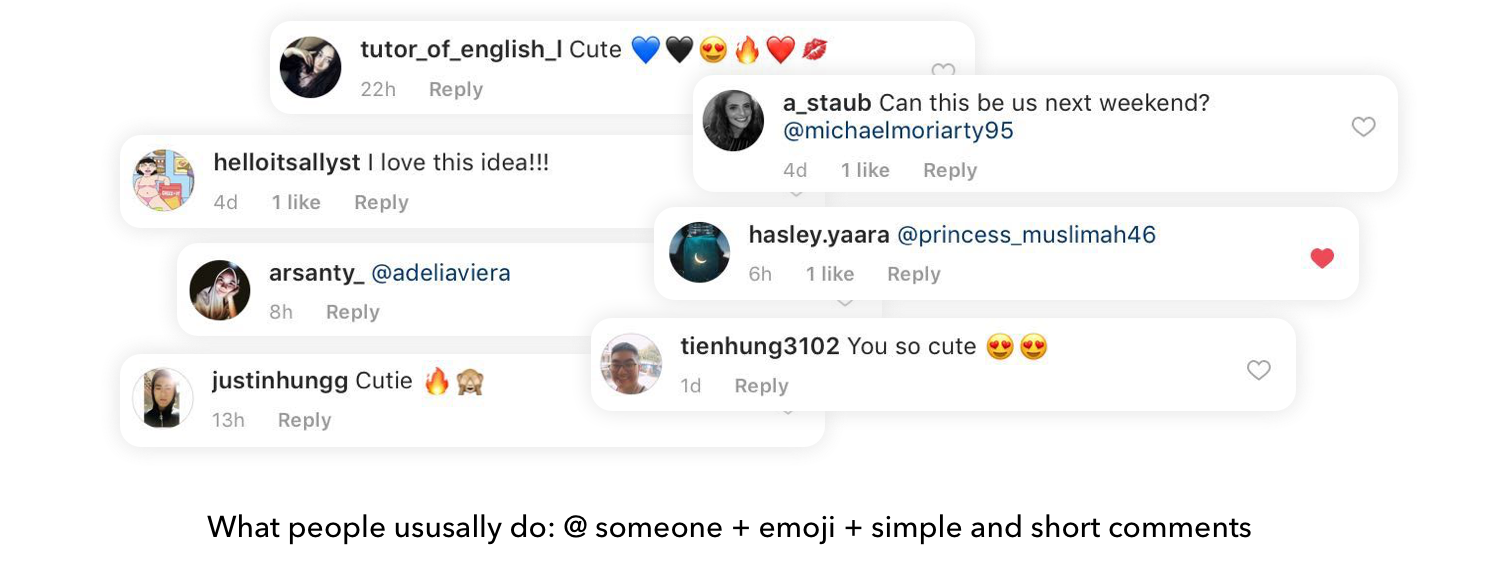 tutor_of_english_l Cute 💙🖤😍🔥❤️💋
22h Reply
a_staub Can this be us next weekend?
@michaelmoriarty95
4d 1 like Reply
helloitsallyst I love this idea!!!
4d 1 like Reply
hasley.yaara @princess_muslimah46
6h 1 like Reply
arsanty_ @adeliaviera
8h Reply
tienhung3102 You so cute 😍😍
1d Reply
justinhungg Cutie 🔥🙈
13h Reply
What people ususally do: @ someone + emoji + simple and short comments